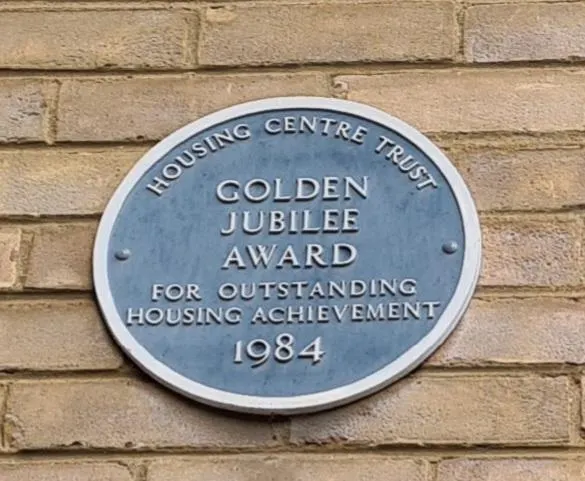 HOUSING CENTRE TRUST
GOLDEN
JUBILEE
AWARD
FOR OUTSTANDING
HOUSING ACHIEVEMENT
1984